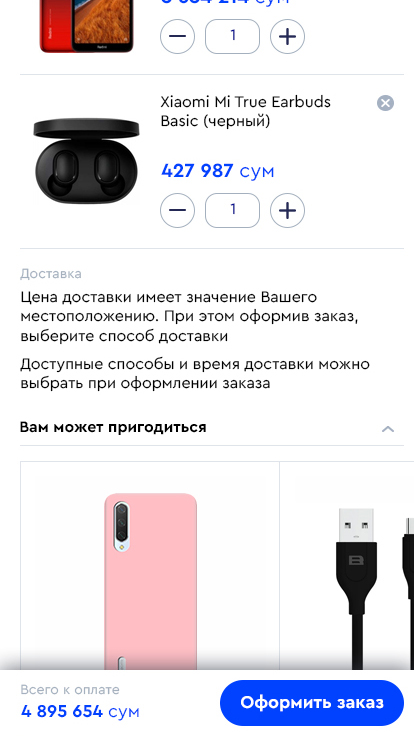 сум
1
Xiaomi Mi True Earbuds
Basic (черный)
427 987 сум
1
Доставка
Цена доставки имеет значение Вашего
местоположению. При этом оформив заказ,
выберите способ доставки
Доступные способы и время доставки можно
выбрать при оформлении заказа
Вам может пригодиться
Всего к оплате
4 895 654 сум
Оформить заказ